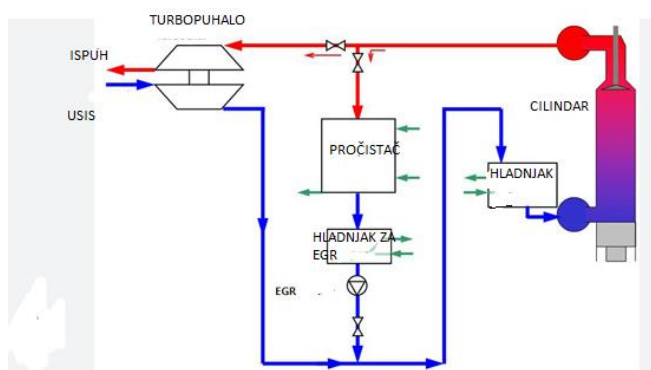 TURBOPUHALO
ISPUH
USIS
CILINDAR
PROČISTAČ
HLADNJAK
HLADNJAK ZA
EGR
EGR